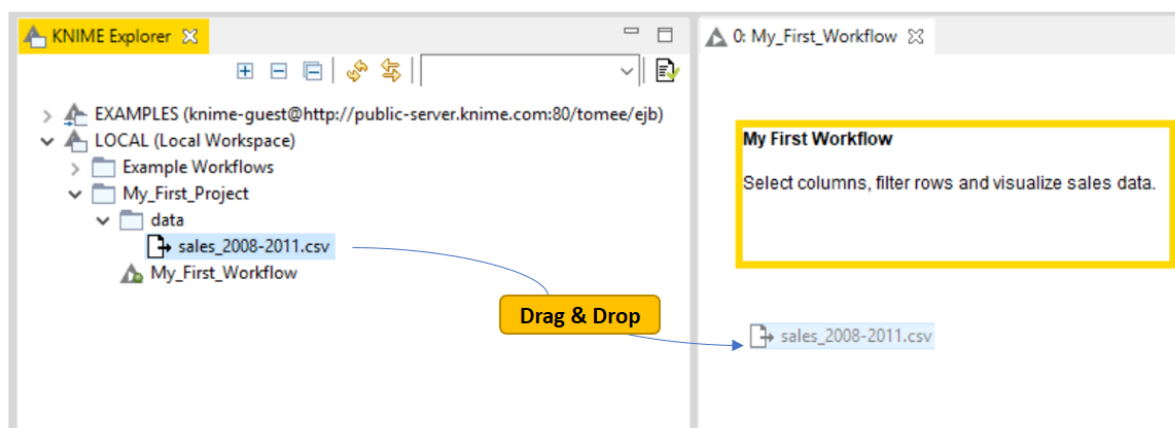 KNIME Explorer
0: My_First_Workflow
EXAMPLES (knime-guest@http://public-server.knime.com:80/tomee/ejb)
LOCAL (Local Workspace)
Example Workflows
My_First_Project
data
sales_2008-2011.csv
My_First_Workflow
My First Workflow
Select columns, filter rows and visualize sales data.
Drag & Drop
sales_2008-2011.csv